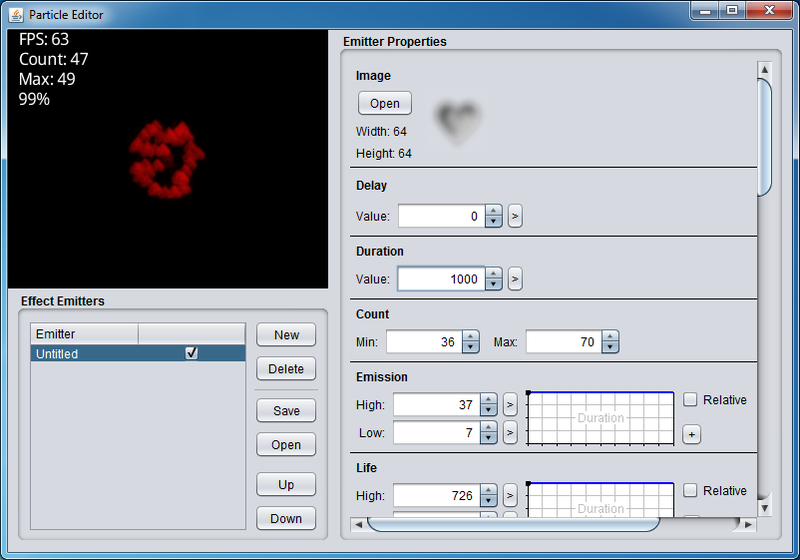 Particle Editor
FPS: 63
Count: 47
Max: 49
99%
Effect Emitters
Emitter
Untitled
New
Delete
Save
Open
Up
Down
Emitter Properties
Image
Open
Width: 64
Height: 64
Delay
Value: 0 >
Duration
Value: 1000 >
Count
Min: 36 Max: 70
Emission
High: 37 > Duration Relative
Low: 7 > +
Life
High: 726 > Duration Relative